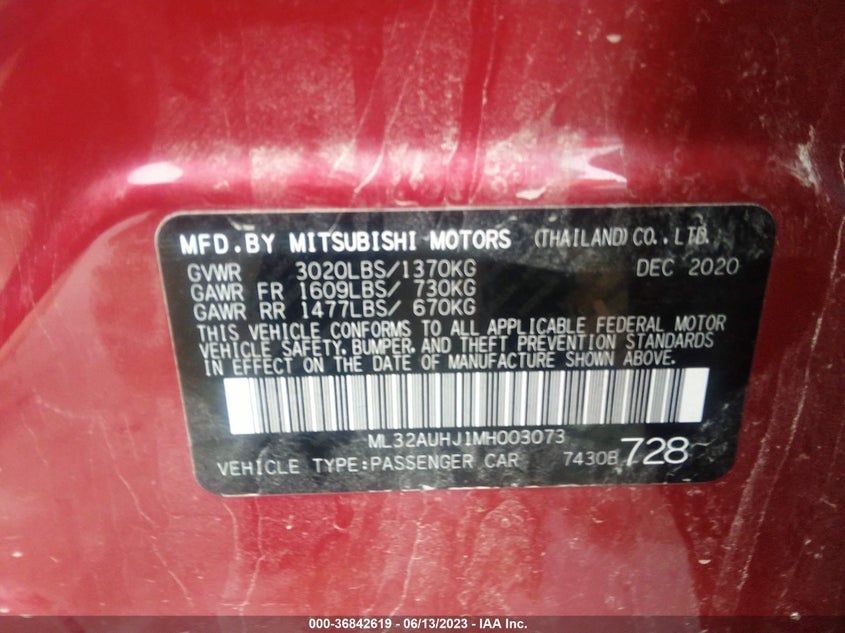 MFD.BY MITSUBISHI MOTORS (THAILAND) CO.,LTD.
GVWR 3020LBS/1370KG DEC 2020
GAWR FR 1609LBS/ 730KG
GAWR RR 1477LBS/ 670KG
THIS VEHICLE CONFORMS TO ALL APPLICABLE FEDERAL MOTOR
VEHICLE SAFETY, BUMPER, AND THEFT PREVENTION STANDARDS
IN EFFECT ON THE DATE OF MANUFACTURE SHOWN ABOVE.
ML32AUHJ1MH003073
VEHICLE TYPE:PASSENGER CAR 7430B 728
000-36842619 - 06/13/2023 - IAA Inc.